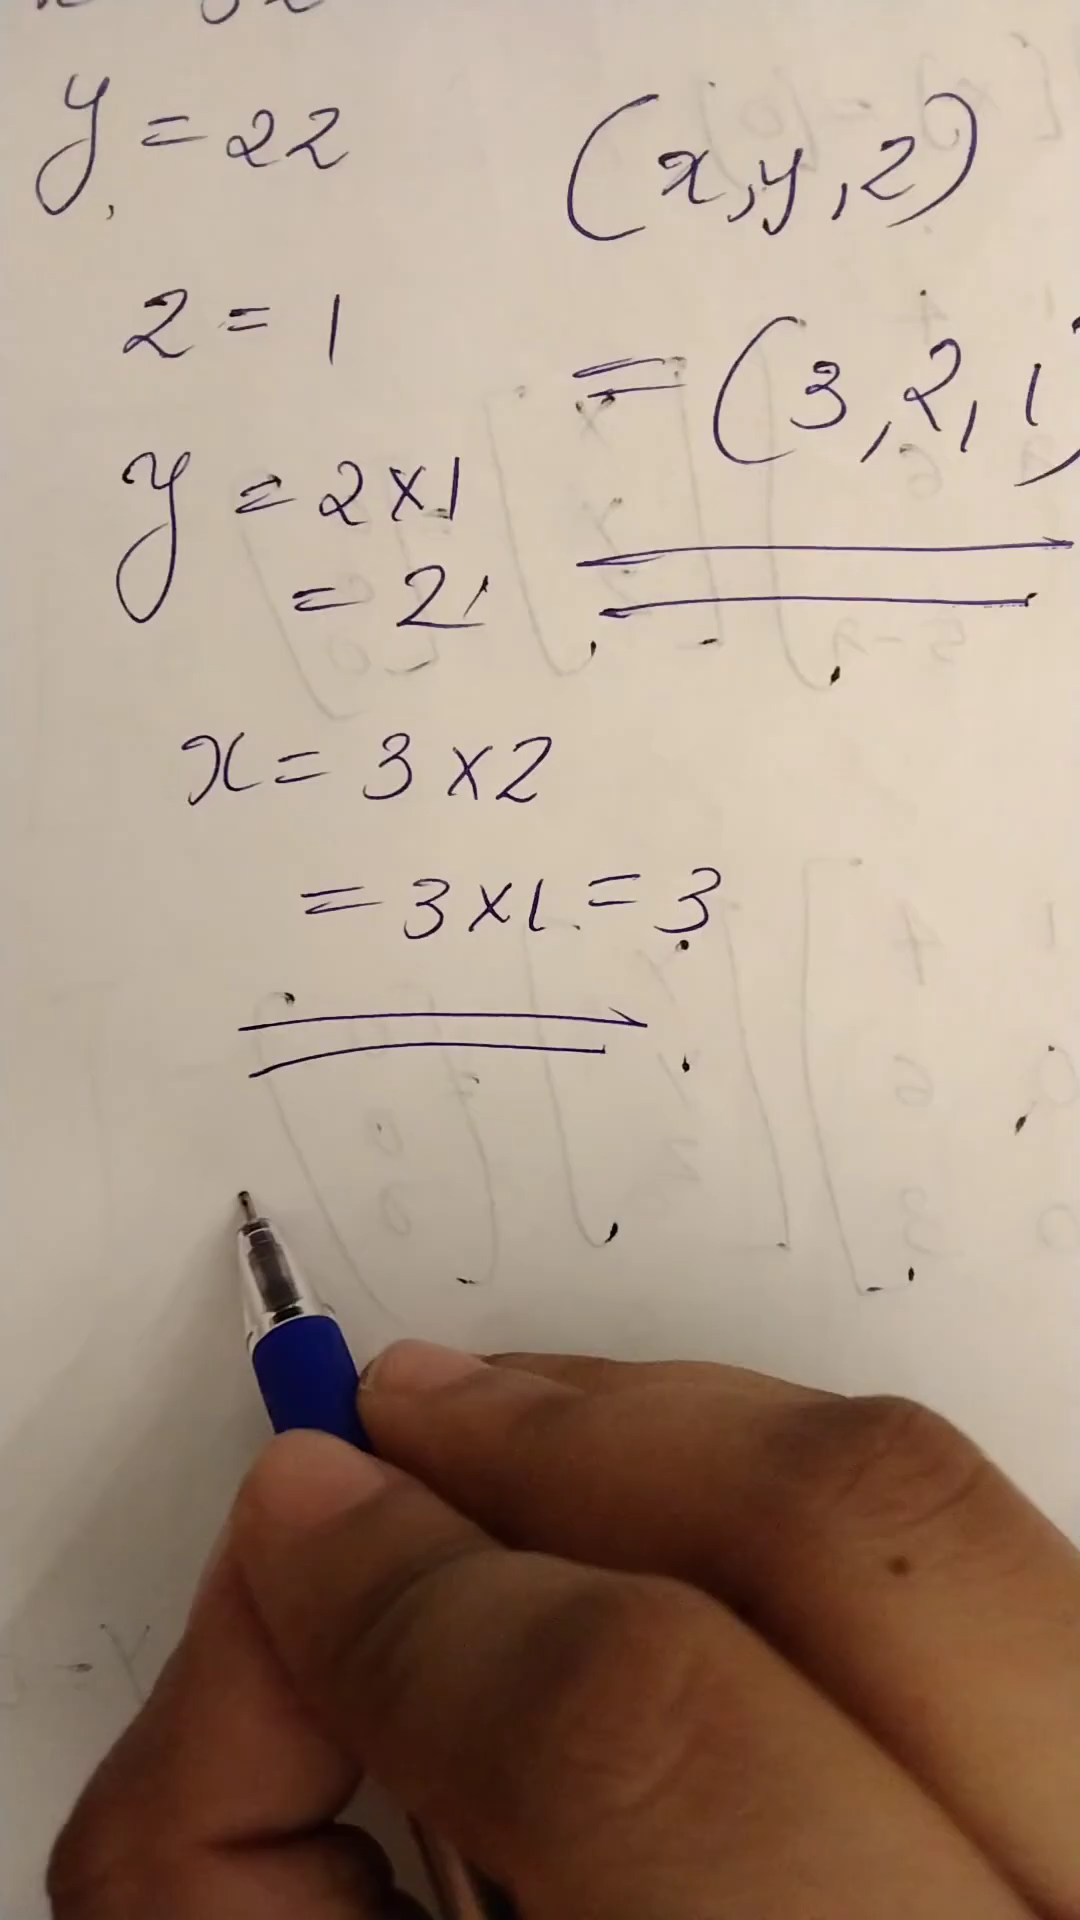 y = 2z
z = 1
y = 2×1
= 2
x = 3×z
= 3×1 = 3
(x,y,z)
= (3,2,1)